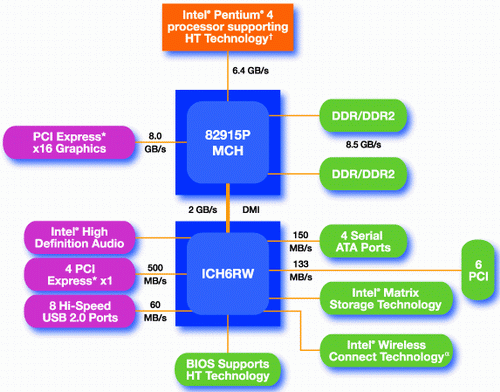 Intel® Pentium® 4
processor supporting
HT Technology†
6.4 GB/s
PCI Express*
x16 Graphics
8.0
GB/s
82915P
MCH
DDR/DDR2
8.5 GB/s
DDR/DDR2
2 GB/s
DMI
Intel® High
Definition Audio
4 PCI
Express* x1
500
MB/s
8 Hi-Speed
USB 2.0 Ports
60
MB/s
ICH6RW
150
MB/s
4 Serial
ATA Ports
133
MB/s
6
PCI
Intel® Matrix
Storage Technology
Intel® Wireless
Connect Technology
BIOS Supports
HT Technology